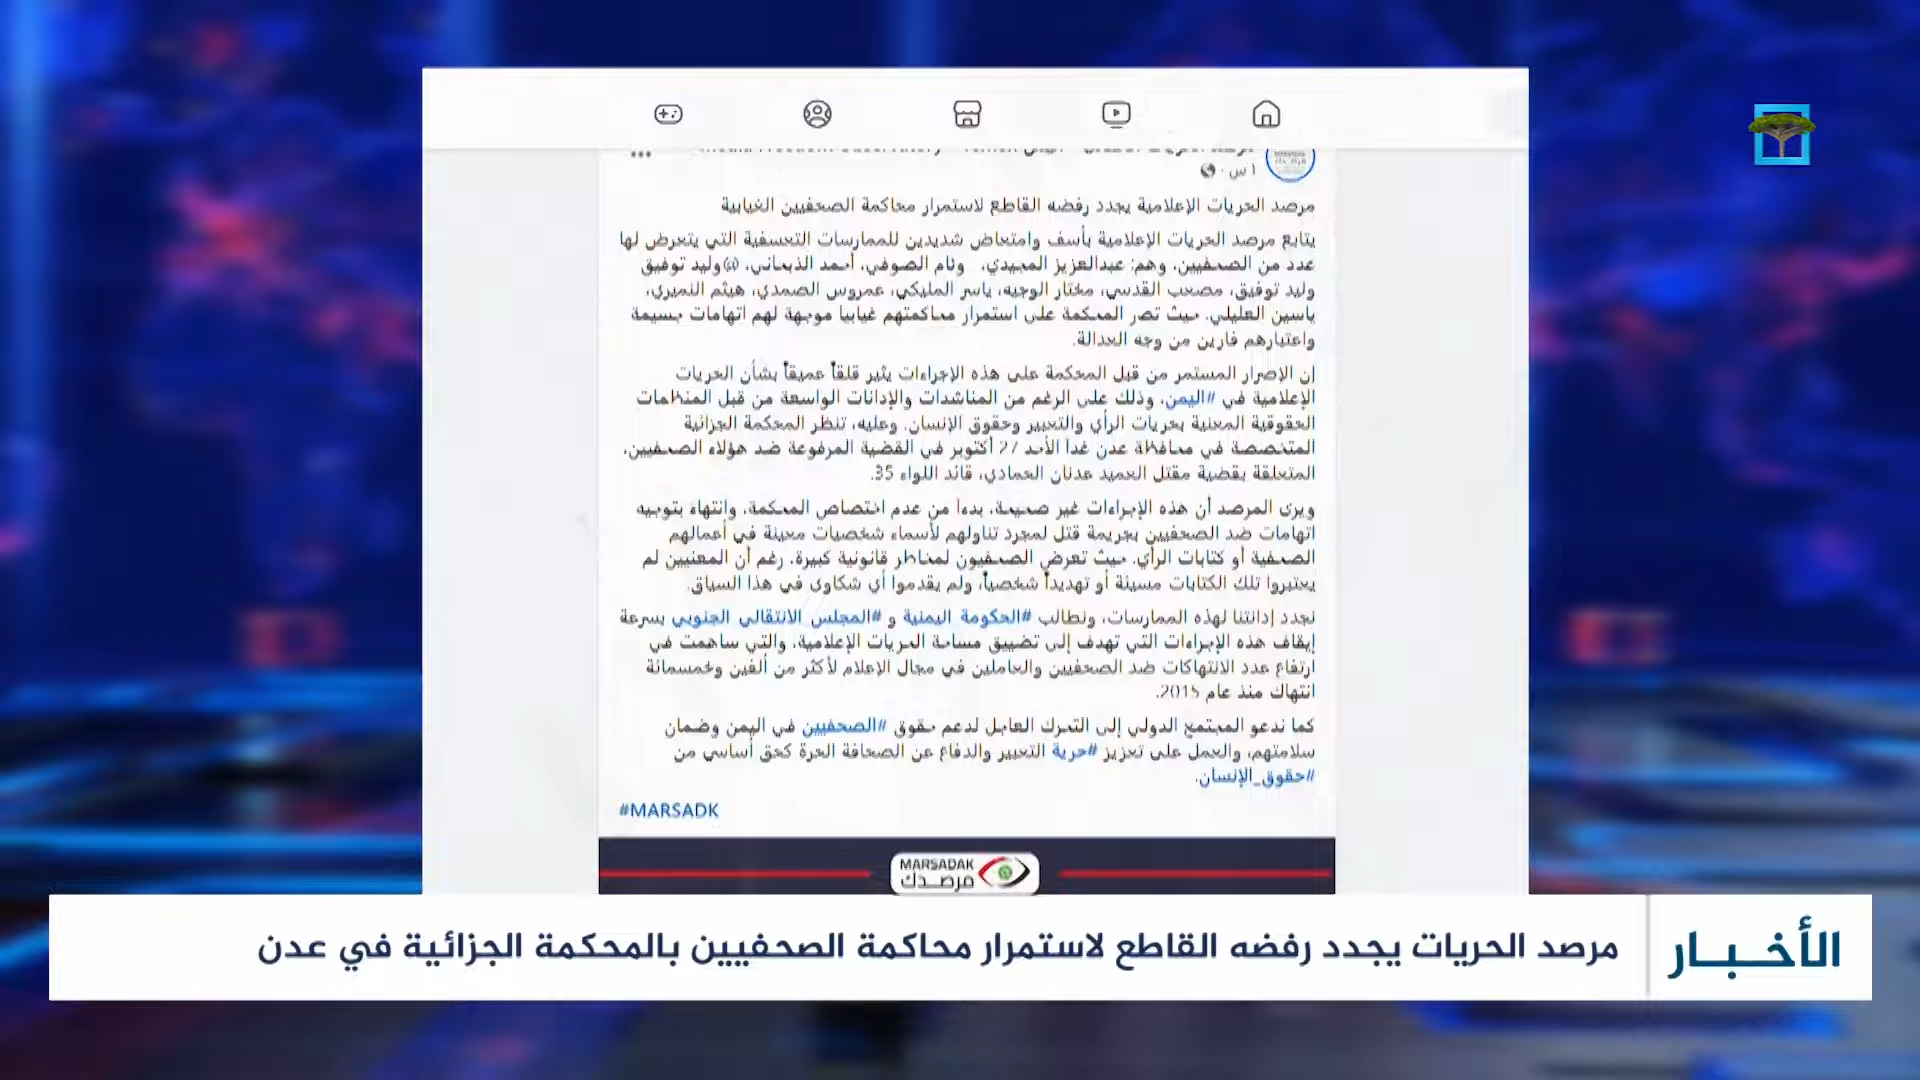 1 س
مرصد الحريات الإعلامية يجدد رفضه القاطع لاستمرار محاكمة الصحفيين الغيابية
يتابع مرصد الحريات الإعلامية بأسف وامتعاض شديدين للممارسات التعسفية التي يتعرض لها
عدد من الصحفيين، وهم: عبدالعزيز المجيدي، وئام الصوفي، أحمد الذبحاني، @وليد توفيق
وليد توفيق، مصعب القدسي، مختار الوجيه، ياسر المليكي، عمروس الصمدي، هيثم النميري،
ياسين العقيلي. حيث تصر المحكمة على استمرار محاكمتهم غيابيا موجهة لهم اتهامات جسيمة
واعتبارهم فارين من وجه العدالة.
إن الإصرار المستمر من قبل المحكمة على هذه الإجراءات يثير قلقاً عميقاً بشأن الحريات
الإعلامية في #اليمن، وذلك على الرغم من المناشدات والإدانات الواسعة من قبل المنظمات
الحقوقية المعنية بحريات الرأي والتعبير وحقوق الإنسان. وعليه، تنظر المحكمة الجزائية
المتخصصة في محافظة عدن غدا الأحد 27 أكتوبر في القضية المرفوعة ضد هؤلاء الصحفيين،
المتعلقة بقضية مقتل العميد عدنان الحمادي، قائد اللواء 35.
ويرى المرصد أن هذه الإجراءات غير صحيحة، بدءا من عدم اختصاص المحكمة، وانتهاء بتوجيه
اتهامات ضد الصحفيين بجريمة قتل لمجرد تناولهم لأسماء شخصيات معينة في أعمالهم
الصحفية أو كتابات الرأي. حيث تعرض الصحفيون لمخاطر قانونية كبيرة، رغم أن المعنيين لم
يعتبروا تلك الكتابات مسيئة أو تهديداً شخصياً، ولم يقدموا أي شكاوى في هذا السياق.
نجدد إدانتنا لهذه الممارسات، ونطالب #الحكومة اليمنية و #المجلس الانتقالي الجنوبي بسرعة
إيقاف هذه الإجراءات التي تهدف إلى تضييق مساحة الحريات الإعلامية، والتي ساهمت في
ارتفاع عدد الانتهاكات ضد الصحفيين والعاملين في مجال الإعلام لأكثر من ألفين وخمسمائة
انتهاك منذ عام 2015.
كما ندعو المجتمع الدولي إلى التحرك العاجل لدعم حقوق #الصحفيين في اليمن وضمان
سلامتهم، والعمل على تعزيز #حرية التعبير والدفاع عن الصحافة الحرة كحق أساسي من
#حقوق_الإنسان.
#MARSADK
MARSADAK
مرصدك
الأخبار
مرصد الحريات يجدد رفضه القاطع لاستمرار محاكمة الصحفيين بالمحكمة الجزائية في عدن